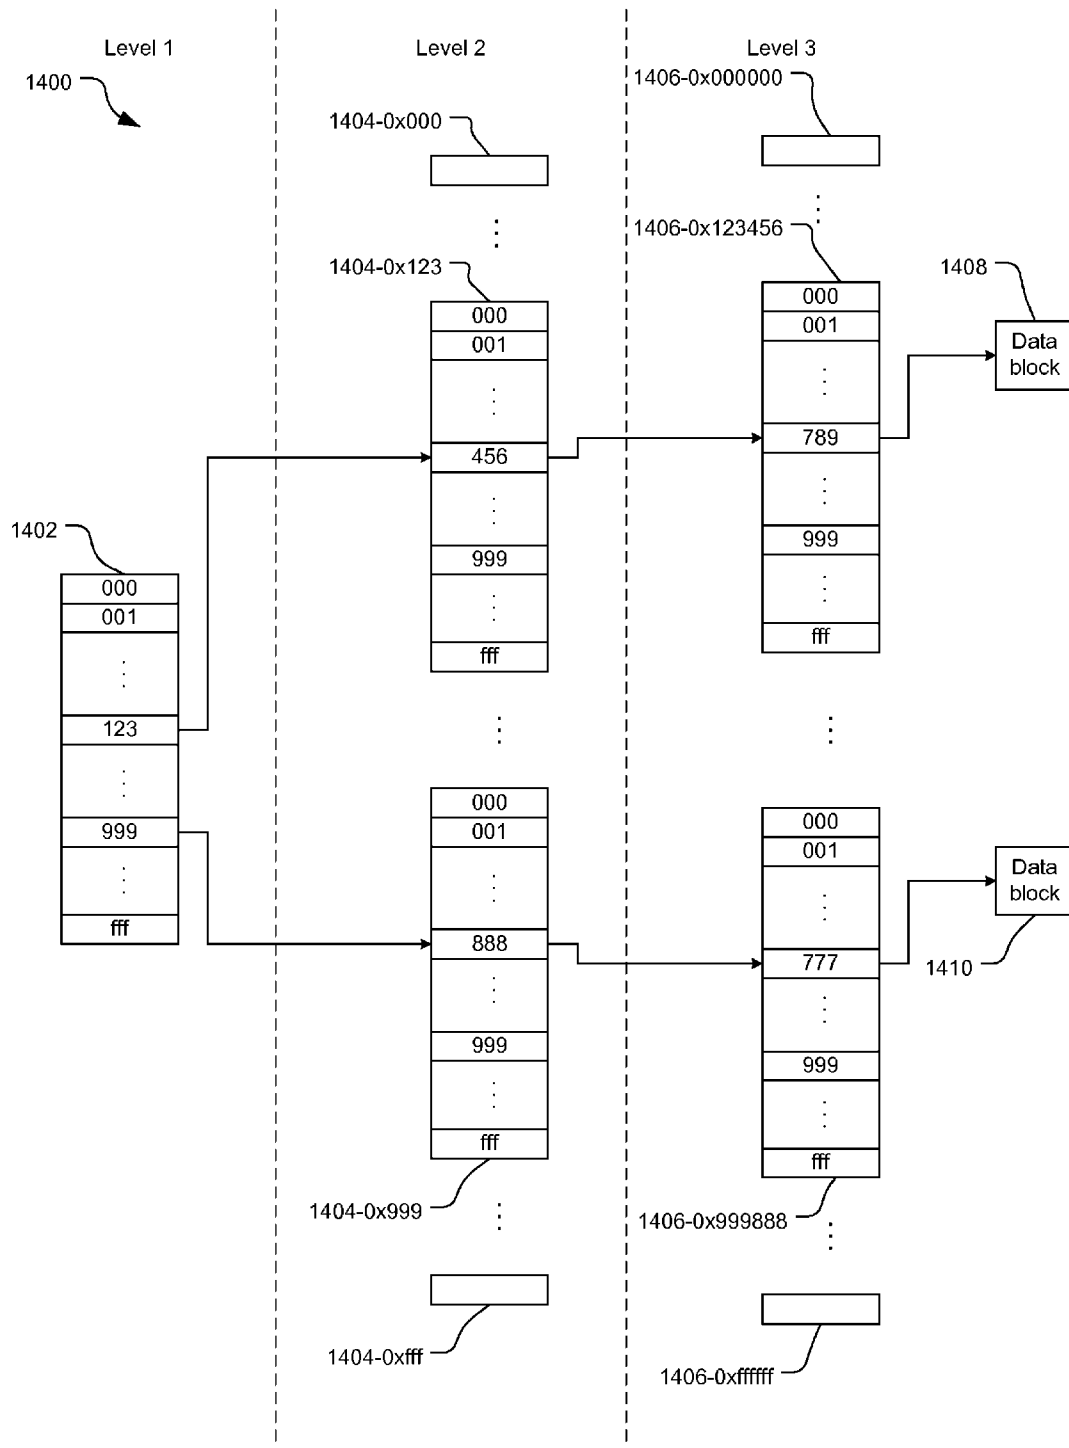 Level 1
Level 2
Level 3
1400
1406-0x000000
1404-0x000
1406-0x123456
1404-0x123
1408
000
000
001
Data
block
001
789
456
1402
999
999
000
001
fff
fff
123
000
000
001
999
001
Data
block
fff
888
777
1410
999
999
fff
fff
1404-0x999
1406-0x999888
1404-0xfff
1406-0xffffff